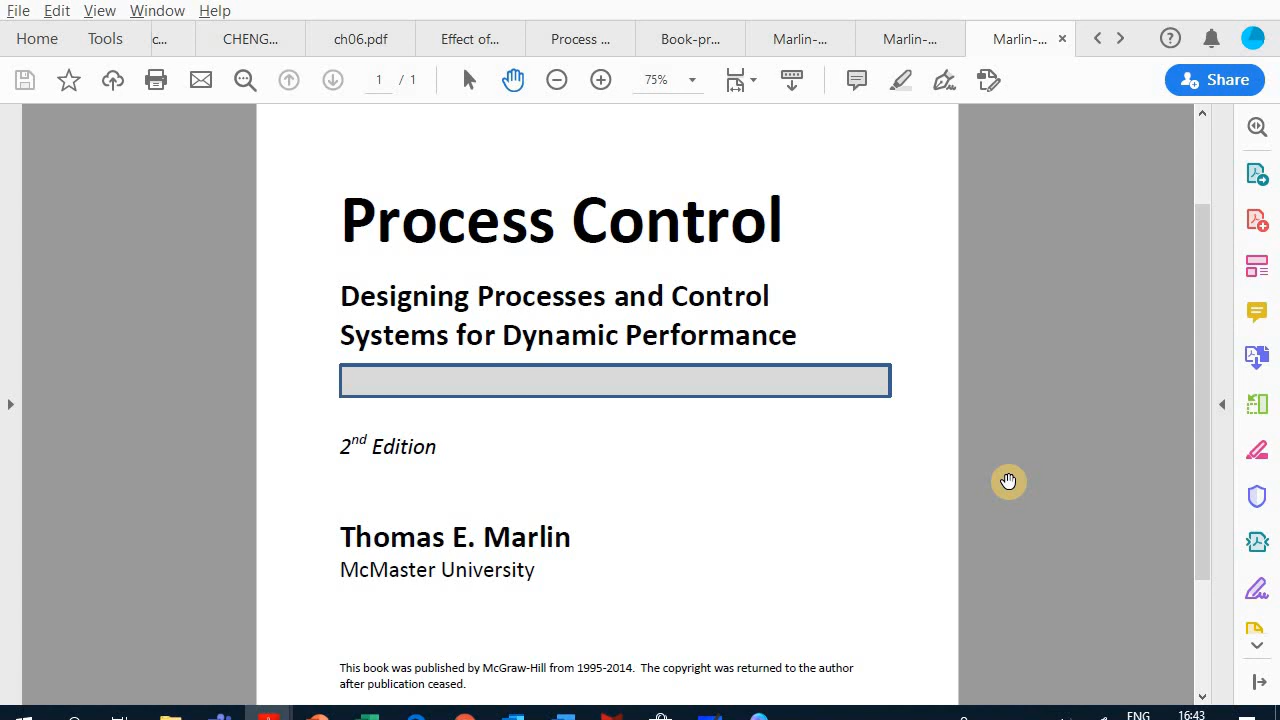 File Edit View Window Help
Home Tools c... CHENG... ch06.pdf Effect of... Process ... Book-pr... Marlin-... Marlin-... Marlin-... ×
1 / 1 75% Share
Process Control
Designing Processes and Control
Systems for Dynamic Performance
2nd Edition
Thomas E. Marlin
McMaster University
This book was published by McGraw-Hill from 1995-2014. The copyright was returned to the author
after publication ceased.
ENG 16:43